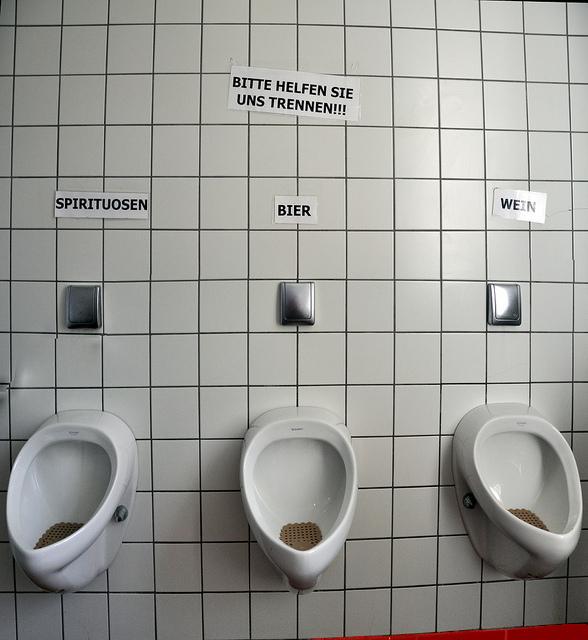 BITTE HELFEN SIE
UNS TRENNEN!!!
SPIRITUOSEN
BIER
WEIN